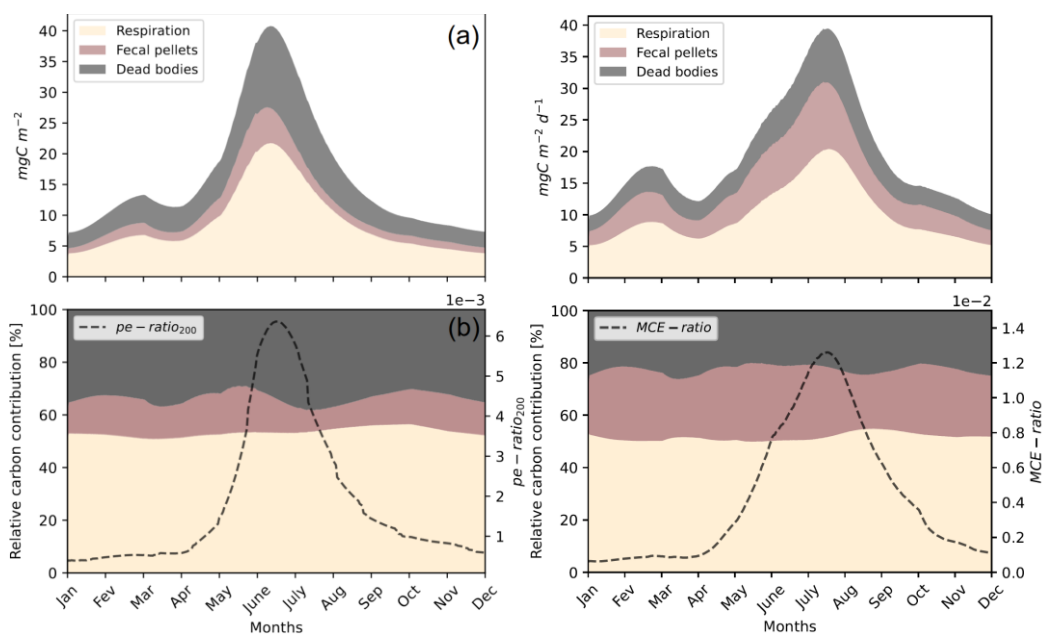 (a)
Respiration
Fecal pellets
Dead bodies
mgC m⁻²
40
35
30
25
20
15
10
5
0
Respiration
Fecal pellets
Dead bodies
mgC m⁻² d⁻¹
40
35
30
25
20
15
10
5
0
1e−3
(b)
pe − ratio₂₀₀
Relative carbon contribution [%]
100
80
60
40
20
0
pe−ratio₂₀₀
6
5
4
3
2
1
Jan
Fev
Mar
Apr
May
June
July
Aug
Sep
Oct
Nov
Dec
Months
1e−2
MCE − ratio
Relative carbon contribution [%]
100
80
60
40
20
0
MCE−ratio
1.4
1.2
1.0
0.8
0.6
0.4
0.2
0.0
Jan
Fev
Mar
Apr
May
June
July
Aug
Sep
Oct
Nov
Dec
Months